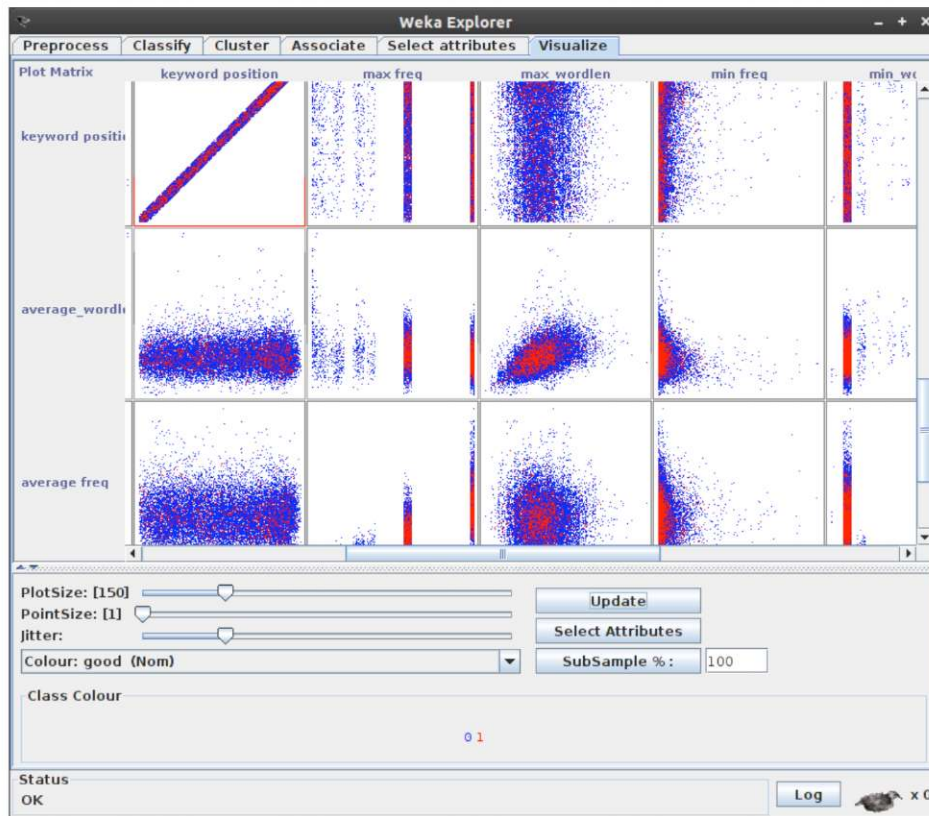 Weka Explorer
Preprocess Classify Cluster Associate Select attributes Visualize
Plot Matrix keyword position max freq max_wordlen min freq min_wo
keyword positi
average_wordl
average freq
PlotSize: [150]
PointSize: [1]
Jitter:
Update
Select Attributes
Colour: good (Nom)
SubSample % : 100
Class Colour
0 1
Status
OK
Log
x 0